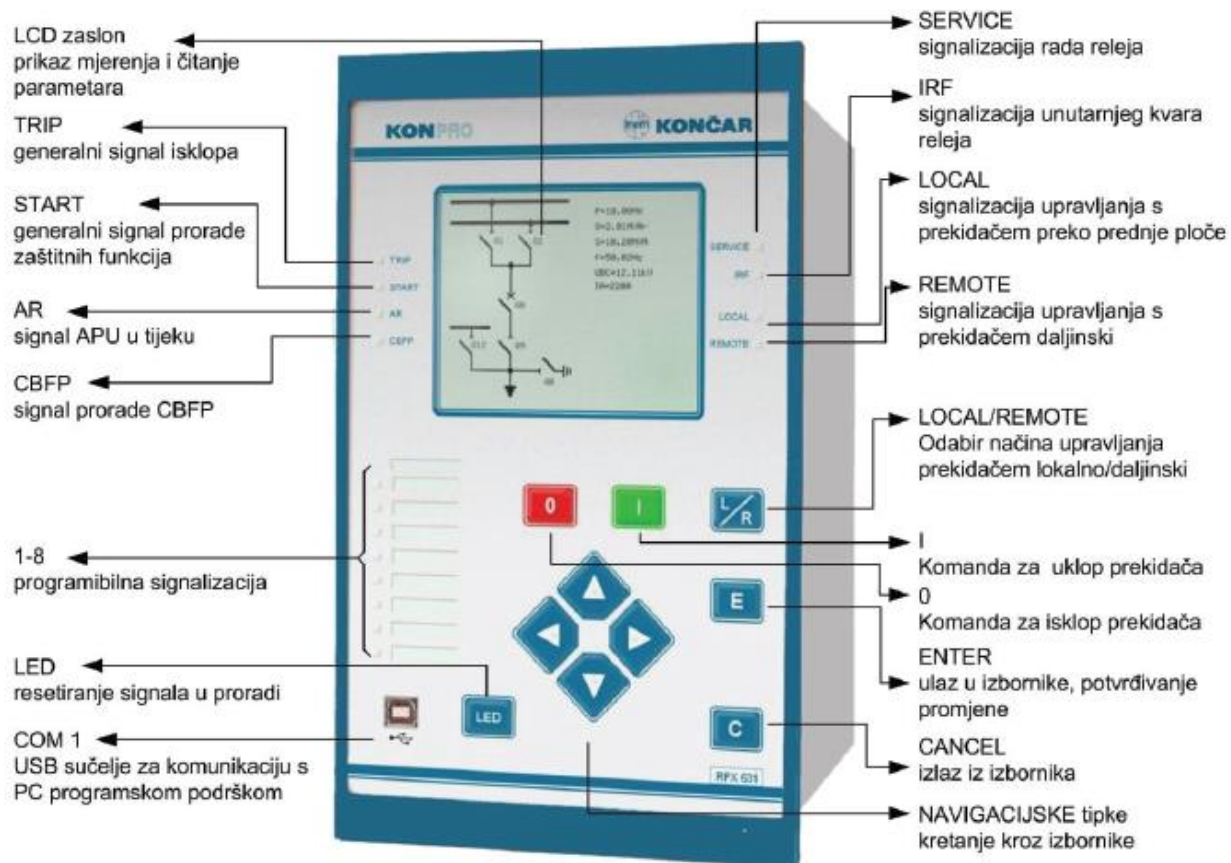 LCD zaslon
prikaz mjerenja i čitanje
parametara
TRIP
generalni signal isklopa
START
generalni signal prorade
zaštitnih funkcija
AR
signal APU u tijeku
CBFP
signal prorade CBFP
1-8
programibilna signalizacija
LED
resetiranje signala u proradi
COM 1
USB sučelje za komunikaciju s
PC programskom podrškom
KONPRO
KONČAR
TRIP
START
AR
CBFP
SERVICE
IRF
LOCAL
REMOTE
0
I
L/R
E
C
LED
RFX 631
SERVICE
signalizacija rada releja
IRF
signalizacija unutarnjeg kvara
releja
LOCAL
signalizacija upravljanja s
prekidačem preko prednje ploče
REMOTE
signalizacija upravljanja s
prekidačem daljinski
LOCAL/REMOTE
Odabir načina upravljanja
prekidačem lokalno/daljinski
I
Komanda za uklop prekidača
0
Komanda za isklop prekidača
ENTER
ulaz u izbornike, potvrđivanje
promjene
CANCEL
izlaz iz izbornika
NAVIGACIJSKE tipke
kretanje kroz izbornike